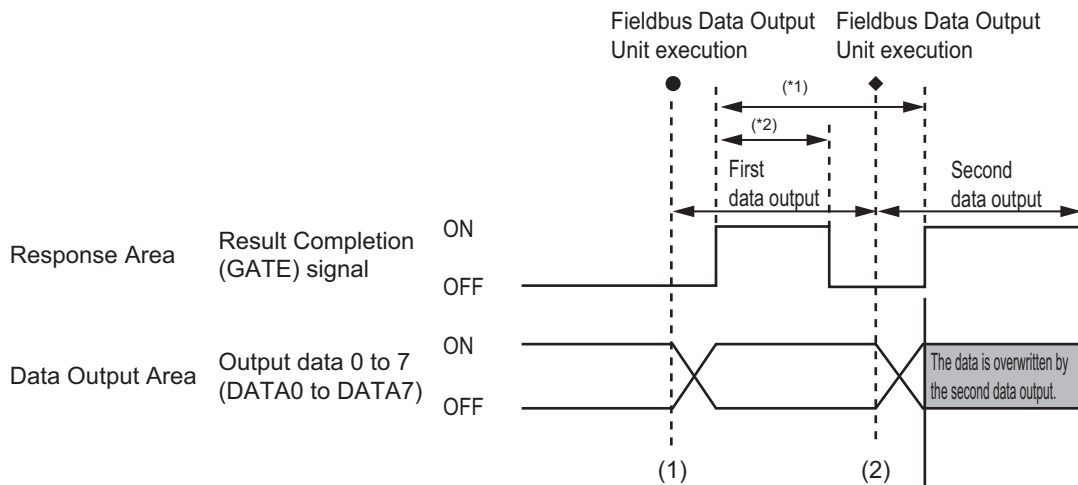 Fieldbus Data Output
Unit execution
Fieldbus Data Output
Unit execution
(*1)
(*2)
First
data output
Second
data output
Response Area
Result Completion
(GATE) signal
ON
OFF
Data Output Area
Output data 0 to 7
(DATA0 to DATA7)
ON
OFF
The data is overwritten by
the second data output.
(1)
(2)